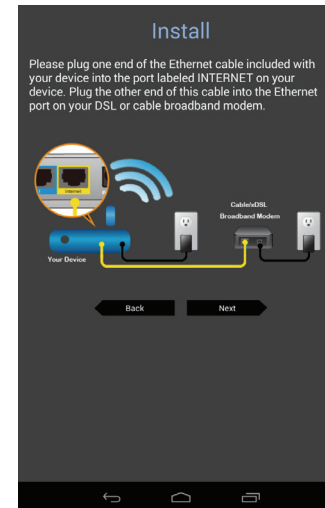 Install
Please plug one end of the Ethernet cable included with
your device into the port labeled INTERNET on your
device. Plug the other end of this cable into the Ethernet
port on your DSL or cable broadband modem.
Internet
Cable/xDSL
Broadband Modem
Your Device
Back
Next